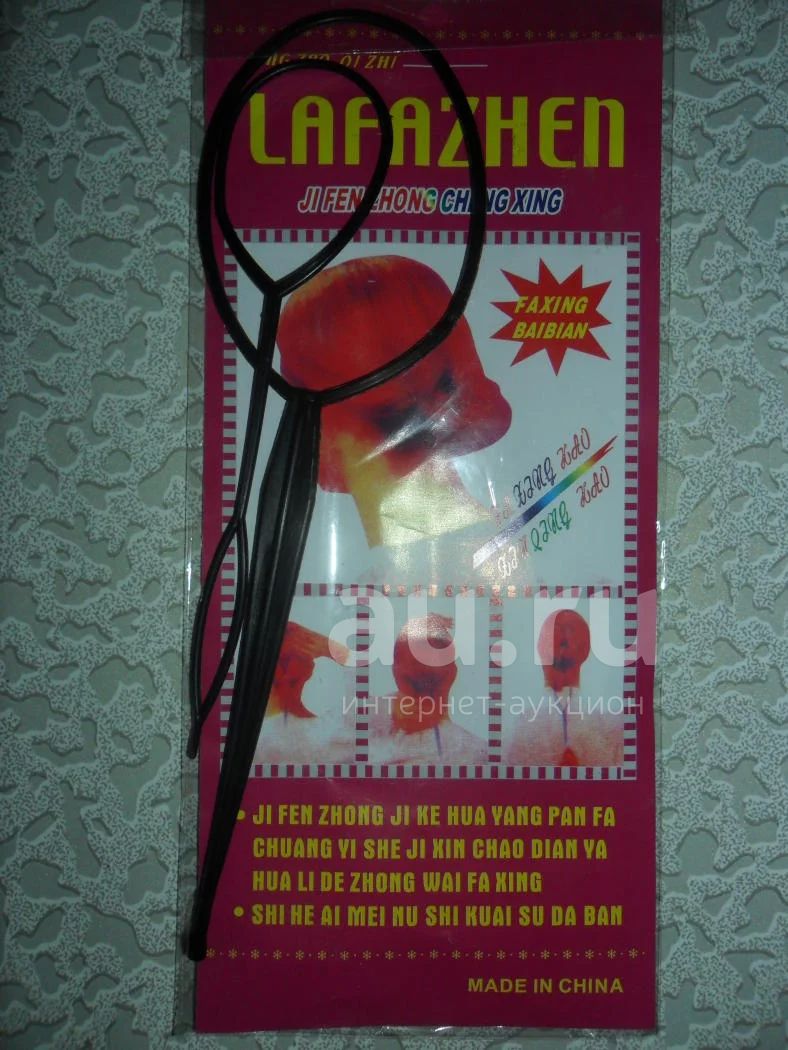 QI ZHI
LAFAZHEN
JI FEN ZHONG CHENG XING
FAXING
BAIBIAN
au.ru
интернет-аукцион
• JI FEN ZHONG JI KE HUA YANG PAN FA
CHUANG YI SHE JI XIN CHAO DIAN YA
HUA LI DE ZHONG WAI FA XING
• SHI HE AI MEI NU SHI KUAI SU DA BAN
MADE IN CHINA